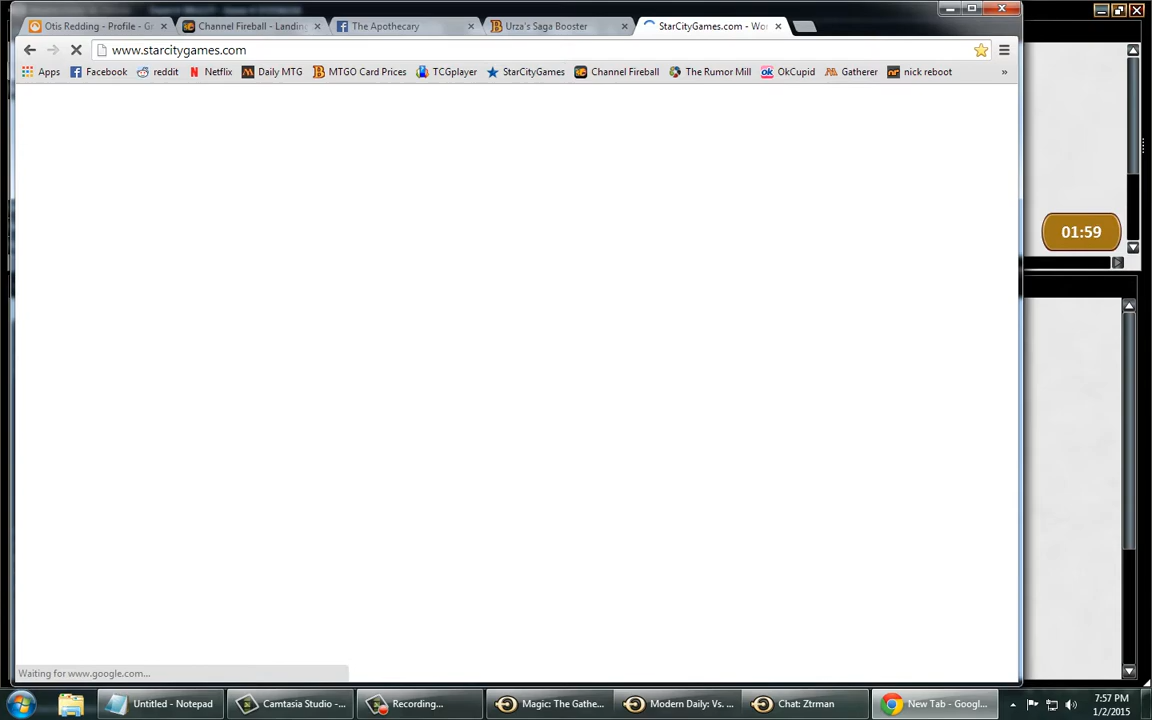 Otis Redding - Profile - Gr
Channel Fireball - Landin
The Apothecary
Urza's Saga Booster
StarCityGames.com - Wor
www.starcitygames.com
Apps
Facebook
reddit
Netflix
Daily MTG
MTGO Card Prices
TCGplayer
StarCityGames
Channel Fireball
The Rumor Mill
OkCupid
Gatherer
nick reboot
»
01:59
Waiting for www.google.com...
Untitled - Notepad
Camtasia Studio -...
Recording...
Magic: The Gathe...
Modern Daily: Vs. ...
Chat: Ztrman
New Tab - Googl...
7:57 PM
1/2/2015